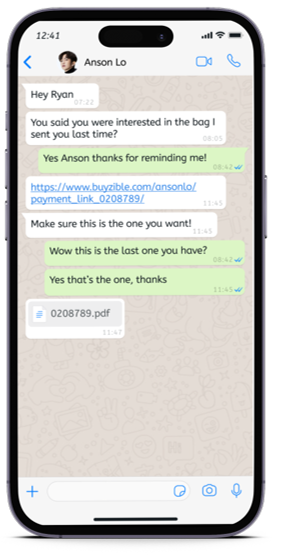 12:41
Anson Lo
Hey Ryan
07:22
You said you were interested in the bag I
sent you last time?
08:05
Yes Anson thanks for reminding me!
08:42
https://www.buyzible.com/ansonlo/
payment_link_0208789/
11:45
Make sure this is the one you want!
11:45
Wow this is the last one you have?
08:42
Yes that's the one, thanks
11:45
0208789.pdf
11:47